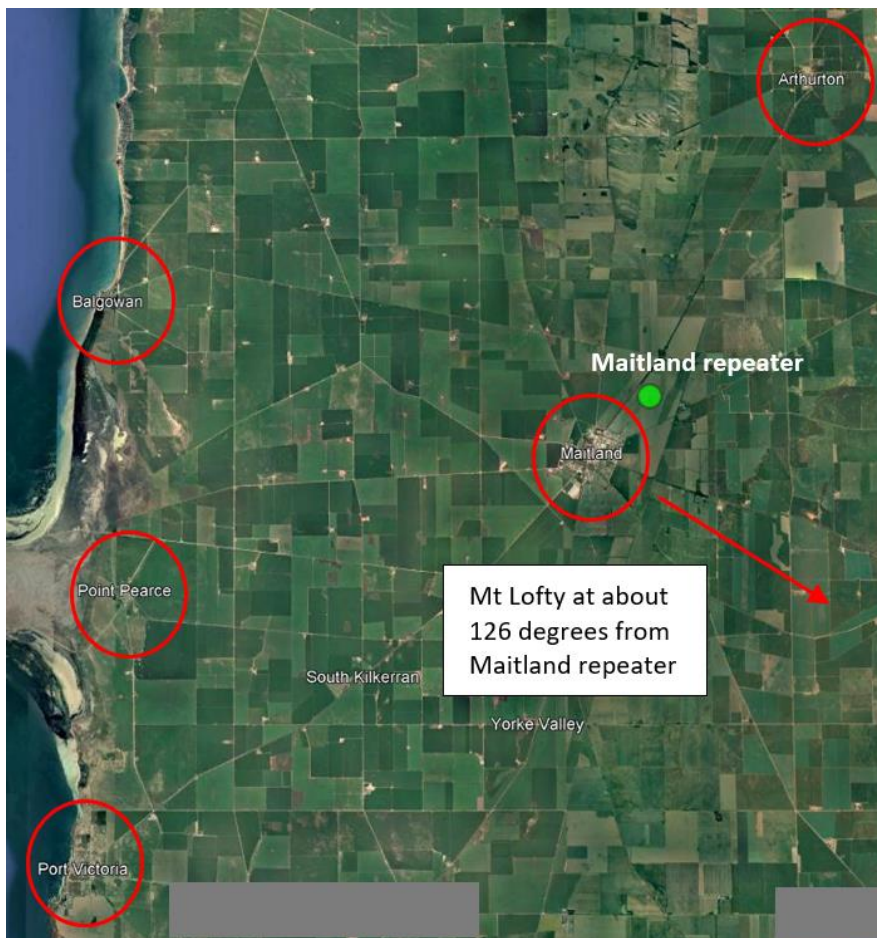 Arthurton
Balgowan
Maitland repeater
Maitland
Point Pearce
Mt Lofty at about
126 degrees from
Maitland repeater
South Kilkerran
Yorke Valley
Port Victoria